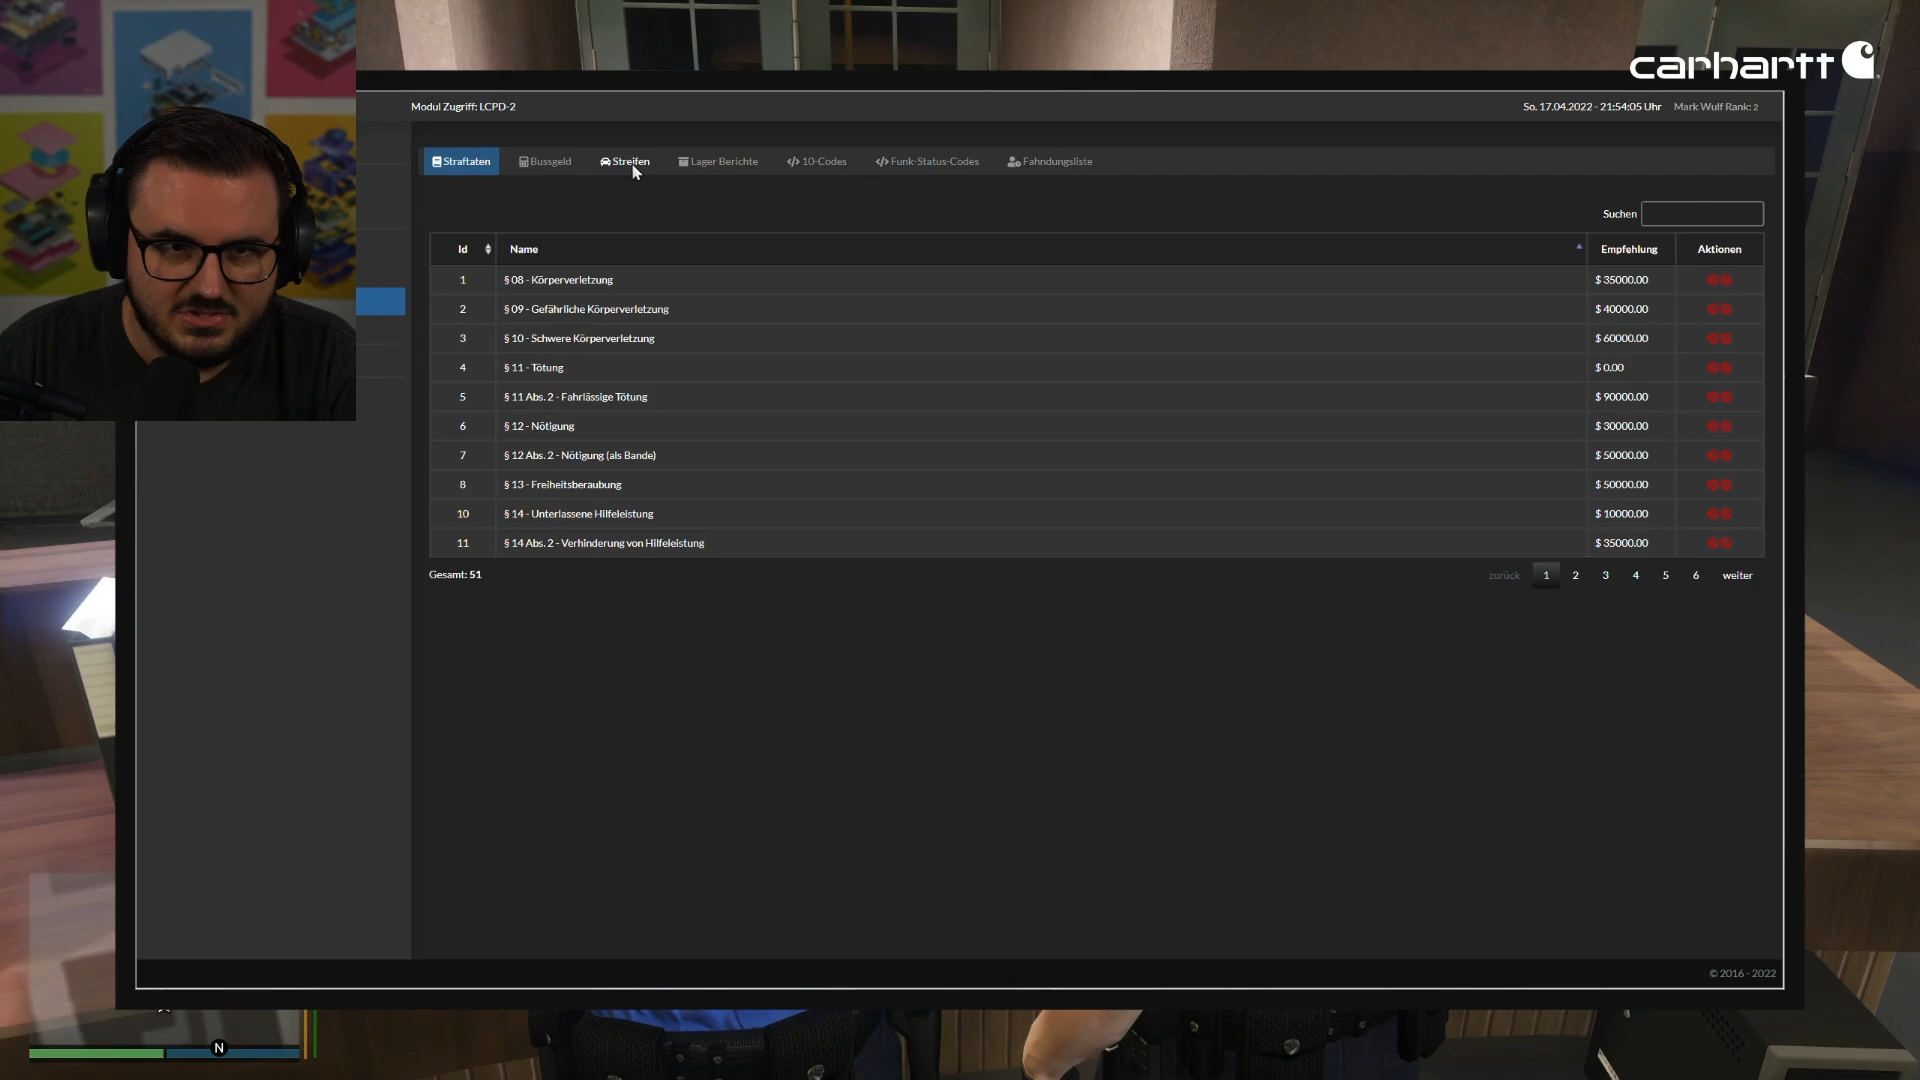 carhartt
Modul Zugriff: LCPD-2
So. 17.04.2022 - 21:54:05 Uhr Mark Wulf Rank: 2
Straftaten Bussgeld Streifen Lager Berichte 10-Codes Funk-Status-Codes Fahndungsliste
Suchen
Id Name Empfehlung Aktionen
1 § 08 - Körperverletzung $ 35000.00
2 § 09 - Gefährliche Körperverletzung $ 40000.00
3 § 10 - Schwere Körperverletzung $ 60000.00
4 § 11 - Tötung $ 0.00
5 § 11 Abs. 2 - Fahrlässige Tötung $ 90000.00
6 § 12 - Nötigung $ 30000.00
7 § 12 Abs. 2 - Nötigung (als Bande) $ 50000.00
8 § 13 - Freiheitsberaubung $ 50000.00
10 § 14 - Unterlassene Hilfeleistung $ 10000.00
11 § 14 Abs. 2 - Verhinderung von Hilfeleistung $ 35000.00
Gesamt: 51
zurück 1 2 3 4 5 6 weiter
© 2016 - 2022
N